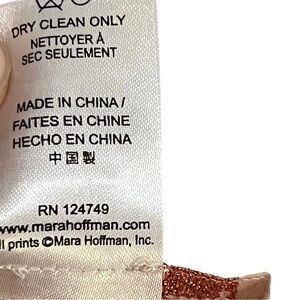 DRY CLEAN ONLY
NETTOYER À
SEC SEULEMENT
MADE IN CHINA /
FAITES EN CHINE
HECHO EN CHINA
中国製
RN 124749
www.marahoffman.com
ll prints ©Mara Hoffman, Inc.